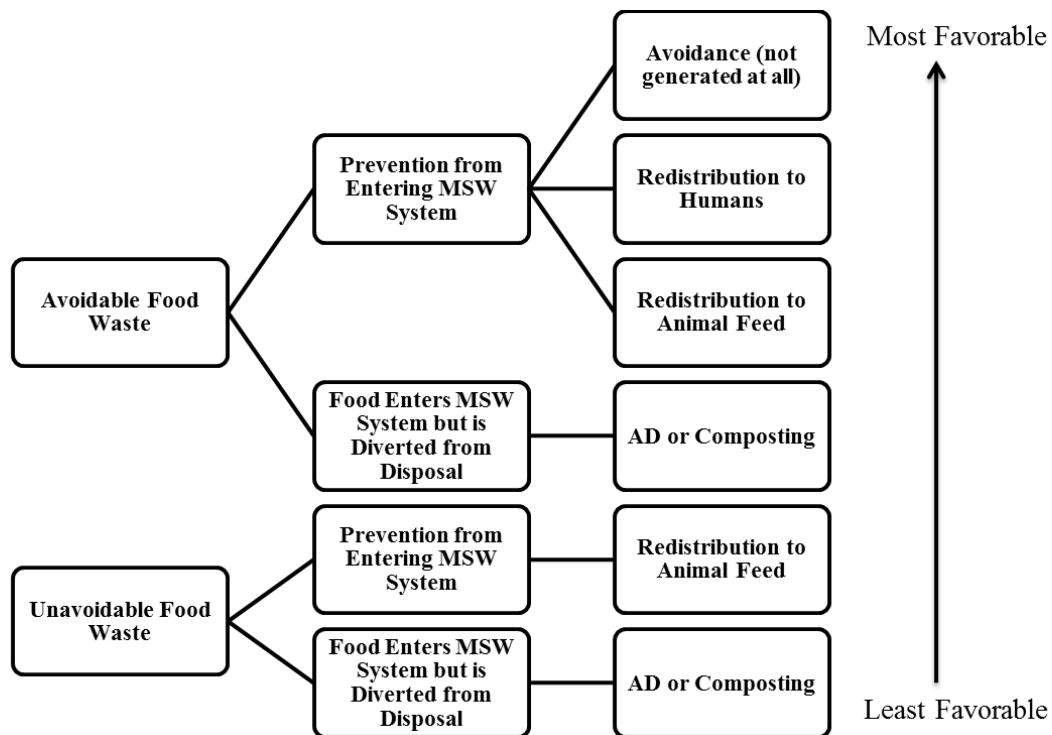 Avoidable Food
Waste
Prevention from
Entering MSW
System
Avoidance (not
generated at all)
Redistribution to
Humans
Redistribution to
Animal Feed
Food Enters MSW
System but is
Diverted from
Disposal
AD or Composting
Unavoidable Food
Waste
Prevention from
Entering MSW
System
Redistribution to
Animal Feed
Food Enters MSW
System but is
Diverted from
Disposal
AD or Composting
Most Favorable
Least Favorable